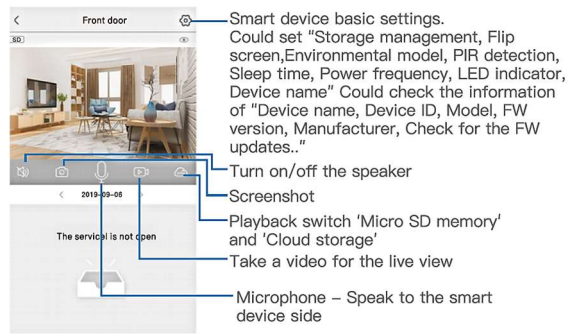 Front door
SD
2019-09-06
The servicel is not open
Smart device basic settings.
Could set "Storage management, Flip
screen,Environmental model, PIR detection,
Sleep time, Power frequency, LED indicator,
Device name" Could check the information
of "Device name, Device ID, Model, FW
version, Manufacturer, Check for the FW
updates.."
Turn on/off the speaker
Screenshot
Playback switch 'Micro SD memory'
and 'Cloud storage'
Take a video for the live view
Microphone – Speak to the smart
device side